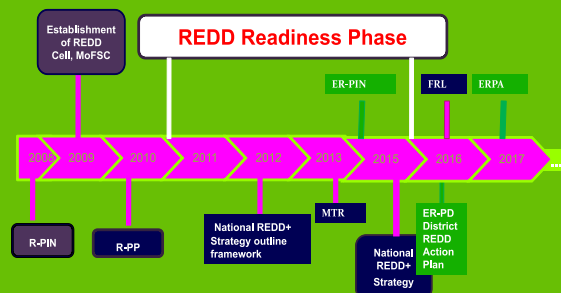 Establishment
of REDD
Cell, MoFSC
REDD Readiness Phase
ER-PIN
FRL
ERPA
2008
2009
2010
2011
2012
2013
2015
2016
2017
...
R-PIN
R-PP
National REDD+
Strategy outline
framework
MTR
National
REDD+
Strategy
ER-PD
District
REDD
Action
Plan